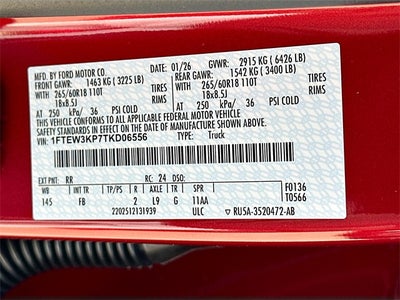 MFD. BY FORD MOTOR CO. 01/26 GVWR: 2915 KG (6426 LB)
FRONT GAWR: 1463 KG (3225 LB) REAR GAWR: 1542 KG (3400 LB)
WITH 265/60R18 110T WITH 265/60R18 110T
18x8.5J 18x8.5J
AT 250 kPa/ 36 PSI COLD AT 250 kPa/ 36 PSI COLD
THIS VEHICLE CONFORMS TO ALL APPLICABLE FEDERAL MOTOR VEHICLE SAFETY AND THEFT PREVENTION STANDARDS IN EFFECT ON THE DATE OF MANUFACTURE SHOWN ABOVE.
VIN: 1FTEW3KP7TKD06556 TYPE: Truck
EXT PNT: RR RC: 24 DSO: F0136
WB INT TR TP/PS R AXLE TR SPR T0566
145 FB 2 L9 G 11AA
2202512131939 ULC RU5A-3520472-AB